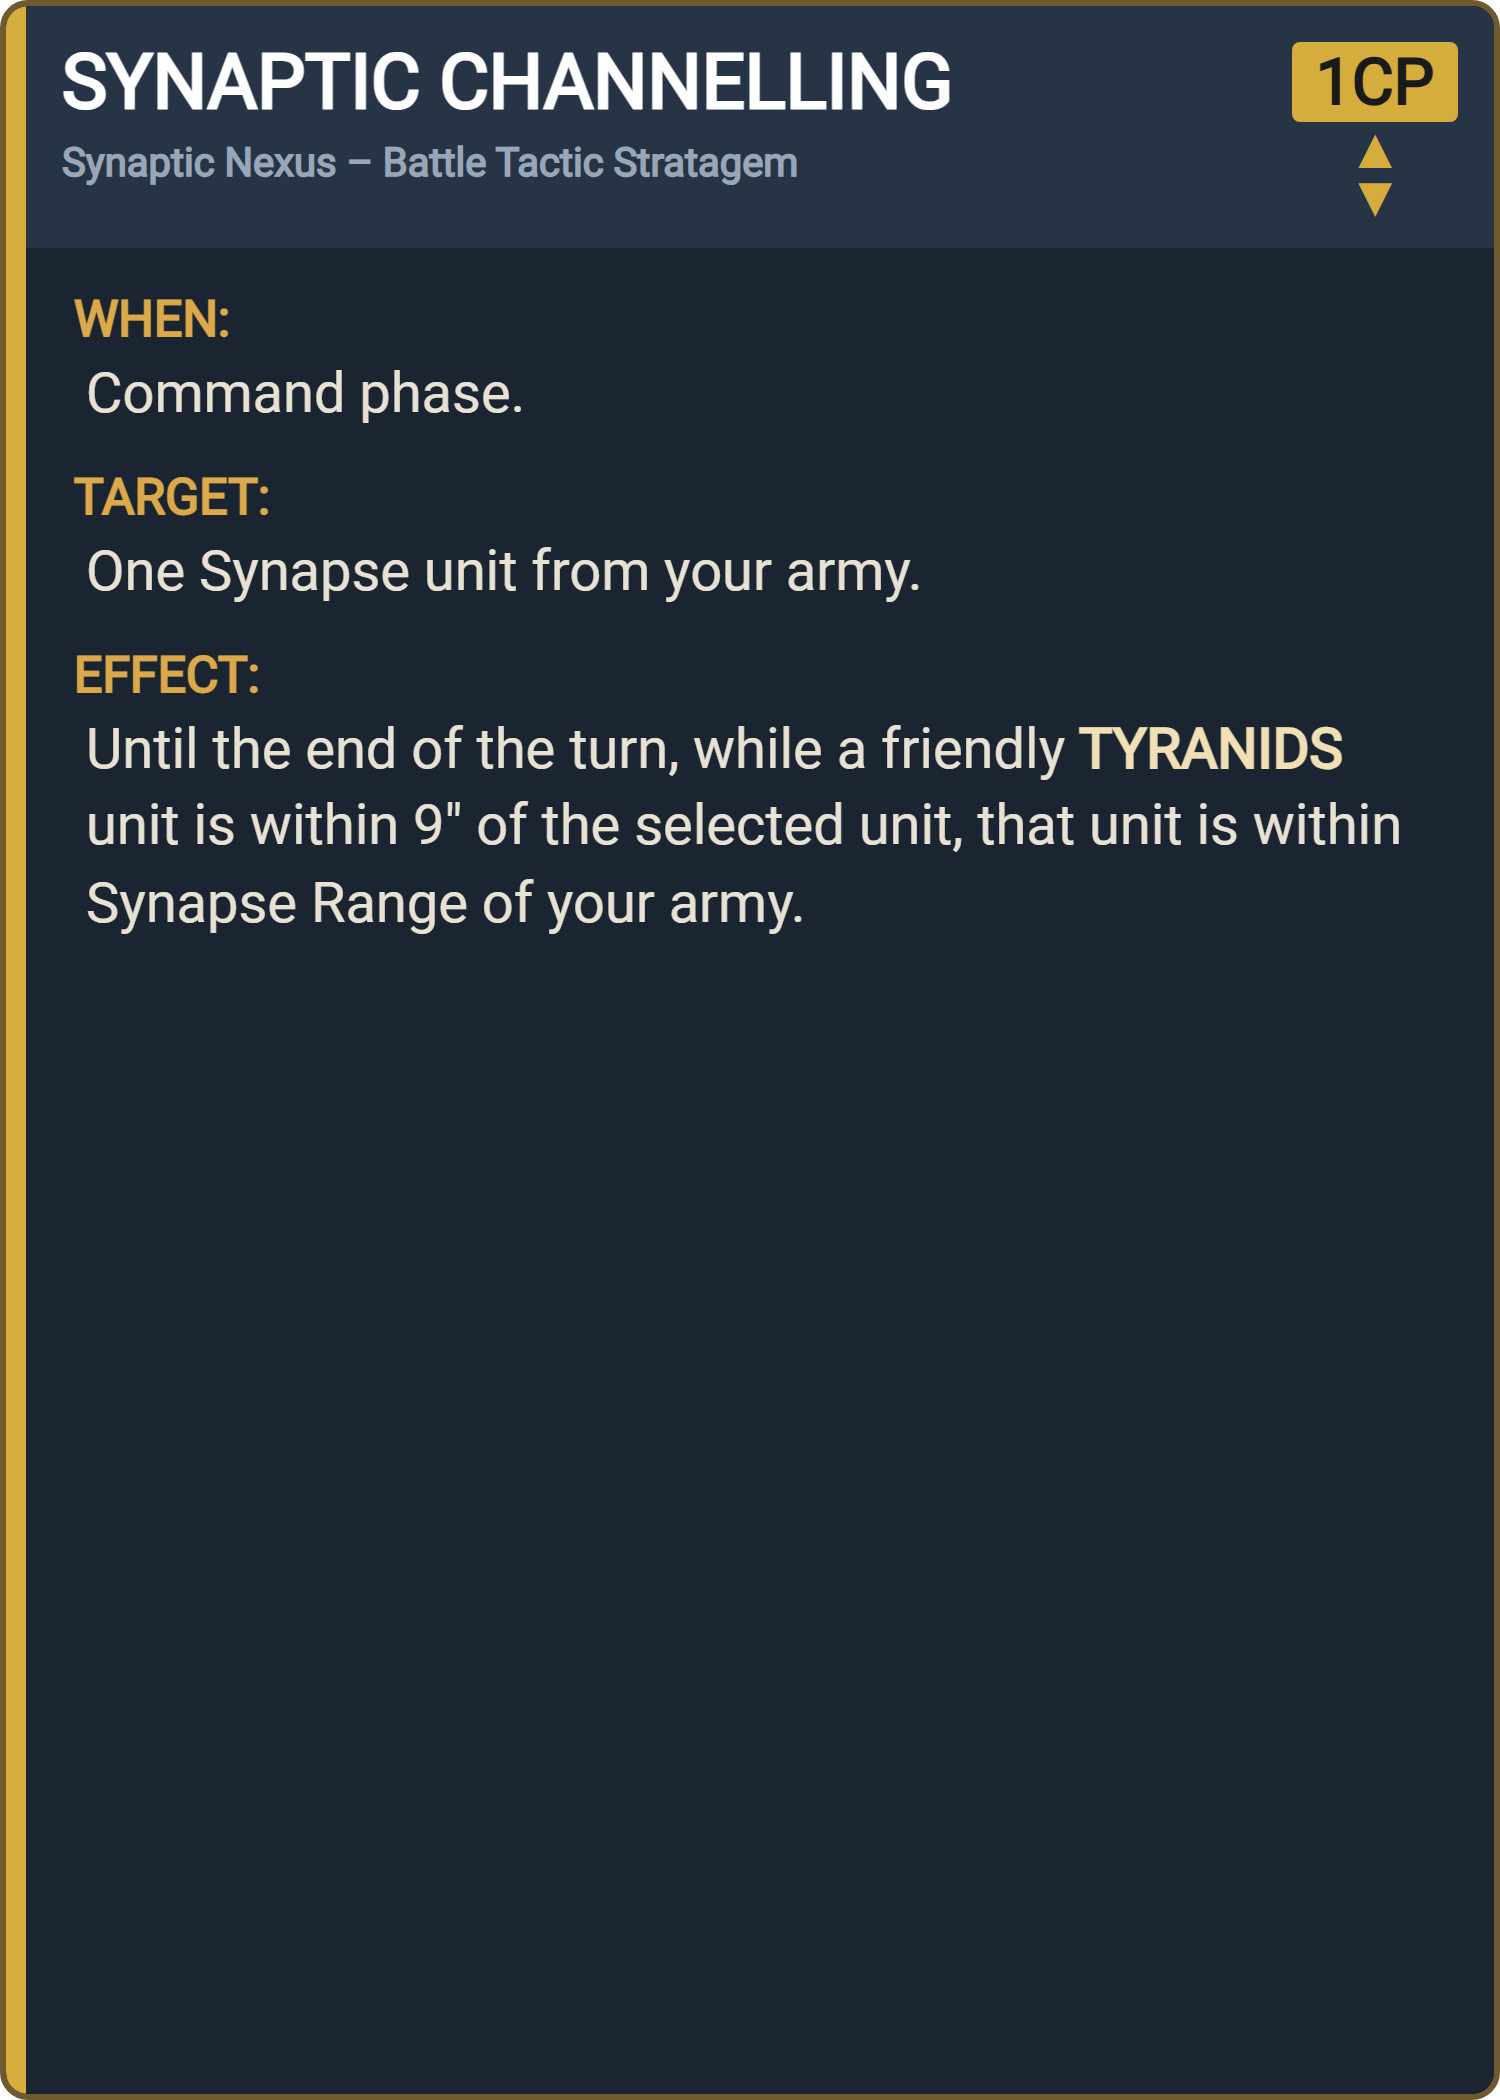 SYNAPTIC CHANNELLING
1CP
Synaptic Nexus – Battle Tactic Stratagem
WHEN:
Command phase.
TARGET:
One Synapse unit from your army.
EFFECT:
Until the end of the turn, while a friendly TYRANIDS
unit is within 9" of the selected unit, that unit is within
Synapse Range of your army.